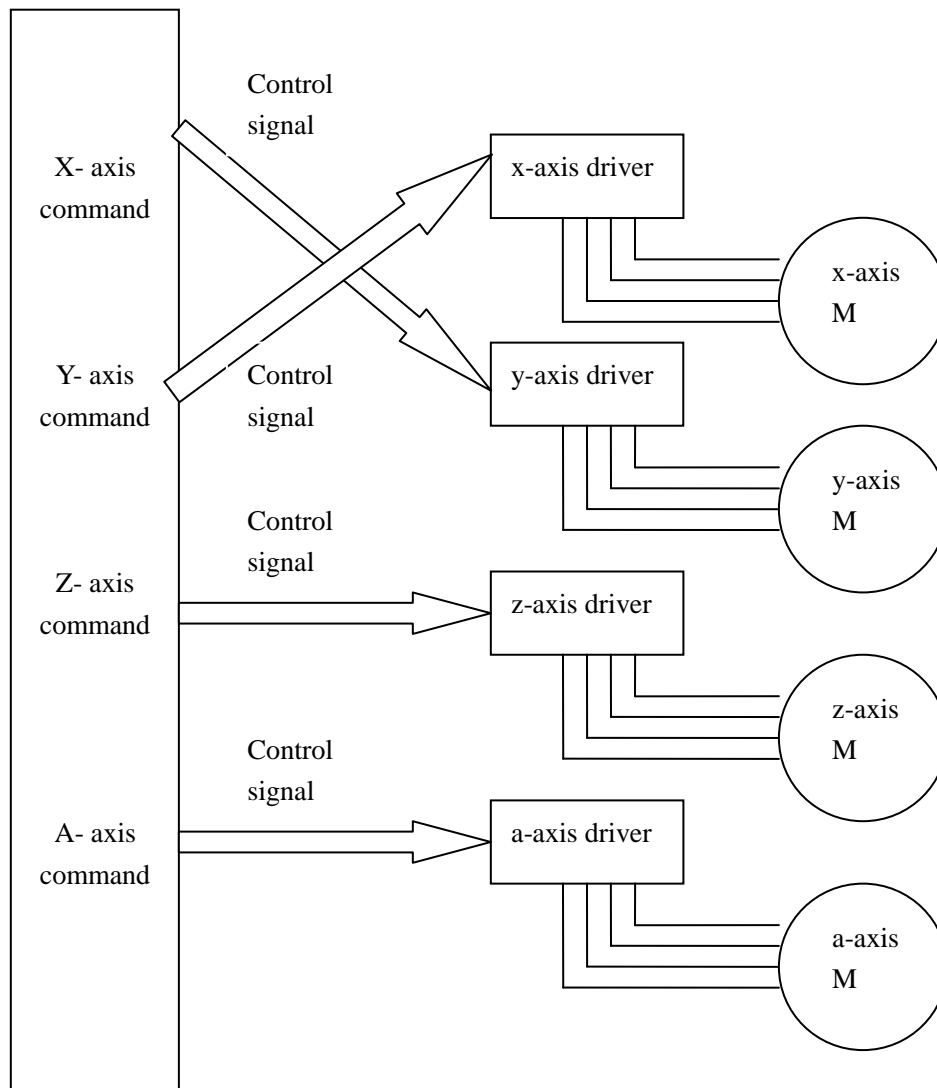 Control
signal
X- axis
command
x-axis driver
x-axis
M
Y- axis
command
Control
signal
y-axis driver
y-axis
M
Control
signal
Z- axis
command
z-axis driver
z-axis
M
Control
signal
A- axis
command
a-axis driver
a-axis
M